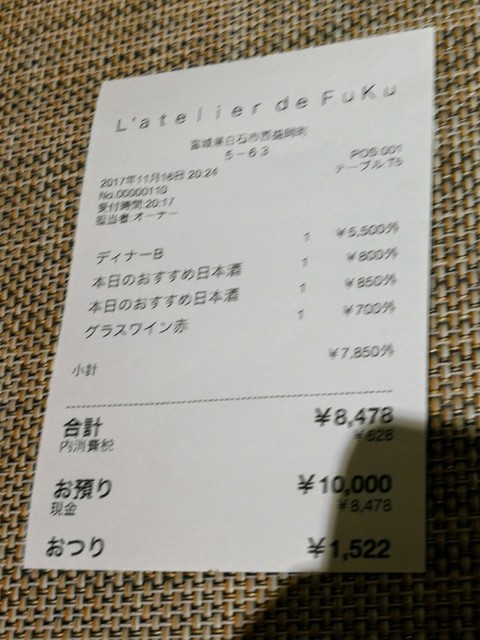 L'atelier de FuKu
宮城県白石市西益岡町
5-63
2017年11月16日 20:24 POS:001
No.00000110 テーブル:T5
受付時間:20:17
担当者:オーナー
ディナーB 1 ¥5,500外
本日のおすすめ日本酒 1 ¥800外
本日のおすすめ日本酒 1 ¥850外
グラスワイン赤 1 ¥700外
小計 ¥7,850外
合計 ¥8,478
内消費税 ¥628
お預り ¥10,000
現金 ¥8,478
おつり ¥1,522